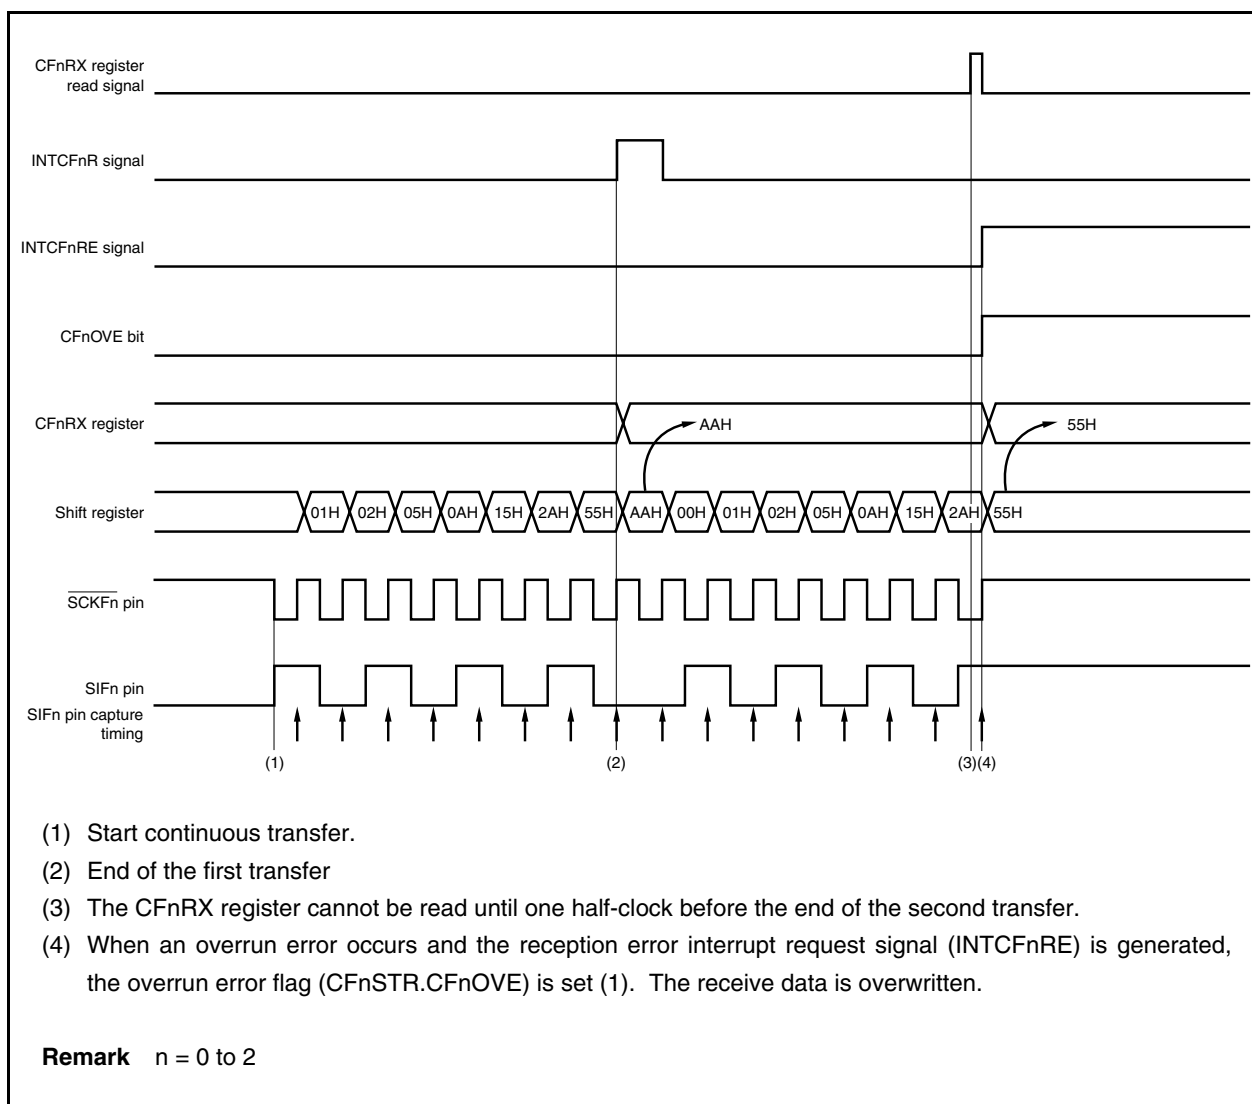 CFnRX register
read signal
INTCFnR signal
INTCFnRE signal
CFnOVE bit
CFnRX register
AAH
55H
Shift register
01H 02H 05H 0AH 15H 2AH 55H AAH 00H 01H 02H 05H 0AH 15H 2AH 55H
SCKFn pin
SIFn pin
SIFn pin capture
timing
(1) (2) (3)(4)
(1) Start continuous transfer.
(2) End of the first transfer
(3) The CFnRX register cannot be read until one half-clock before the end of the second transfer.
(4) When an overrun error occurs and the reception error interrupt request signal (INTCFnRE) is generated,
the overrun error flag (CFnSTR.CFnOVE) is set (1). The receive data is overwritten.
Remark n = 0 to 2